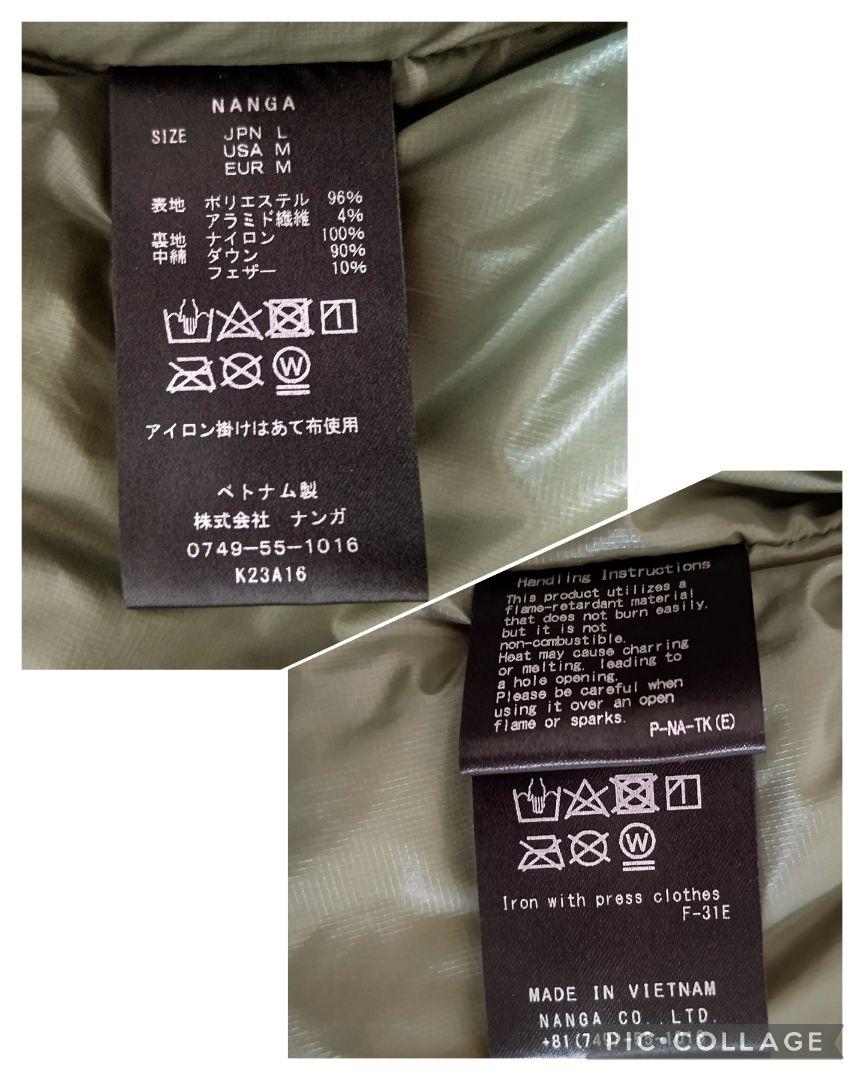 NANGA
SIZE JPN L
USA M
EUR M
表地 ポリエステル 96%
アラミド繊維 4%
裏地 ナイロン 100%
中綿 ダウン 90%
フェザー 10%
W
アイロン掛けはあて布使用
ベトナム製
株式会社 ナンガ
0749-55-1016
K23A16
Handling Instructions
This product utilizes a
flame-retardant material
that does not burn easily,
but it is not
non-combustible.
Heat may cause charring
or melting, leading to
a hole opening.
Please be careful when
using it over an open
flame or sparks.
P-NA-TK(E)
W
Iron with press clothes
F-31E
MADE IN VIETNAM
NANGA CO.,LTD.
+81(7
PIC•COLLAGE